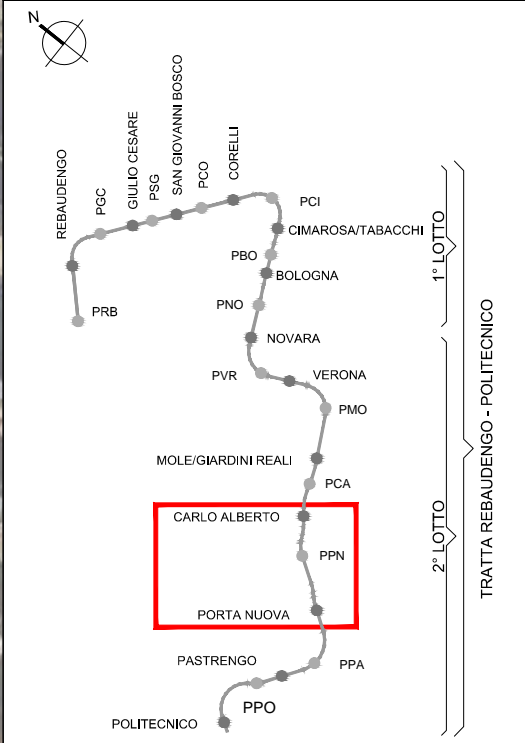 N
REBAUDENGO
PGC
GIULIO CESARE
PSG
SAN GIOVANNI BOSCO
PCO
CORELLI
PCI
CIMAROSA/TABACCHI
PBO
BOLOGNA
PRB
PNO
NOVARA
PVR
VERONA
PMO
MOLE/GIARDINI REALI
PCA
CARLO ALBERTO
PPN
PORTA NUOVA
PASTRENGO
PPA
PPO
POLITECNICO
1° LOTTO
2° LOTTO
TRATTA REBAUDENGO - POLITECNICO